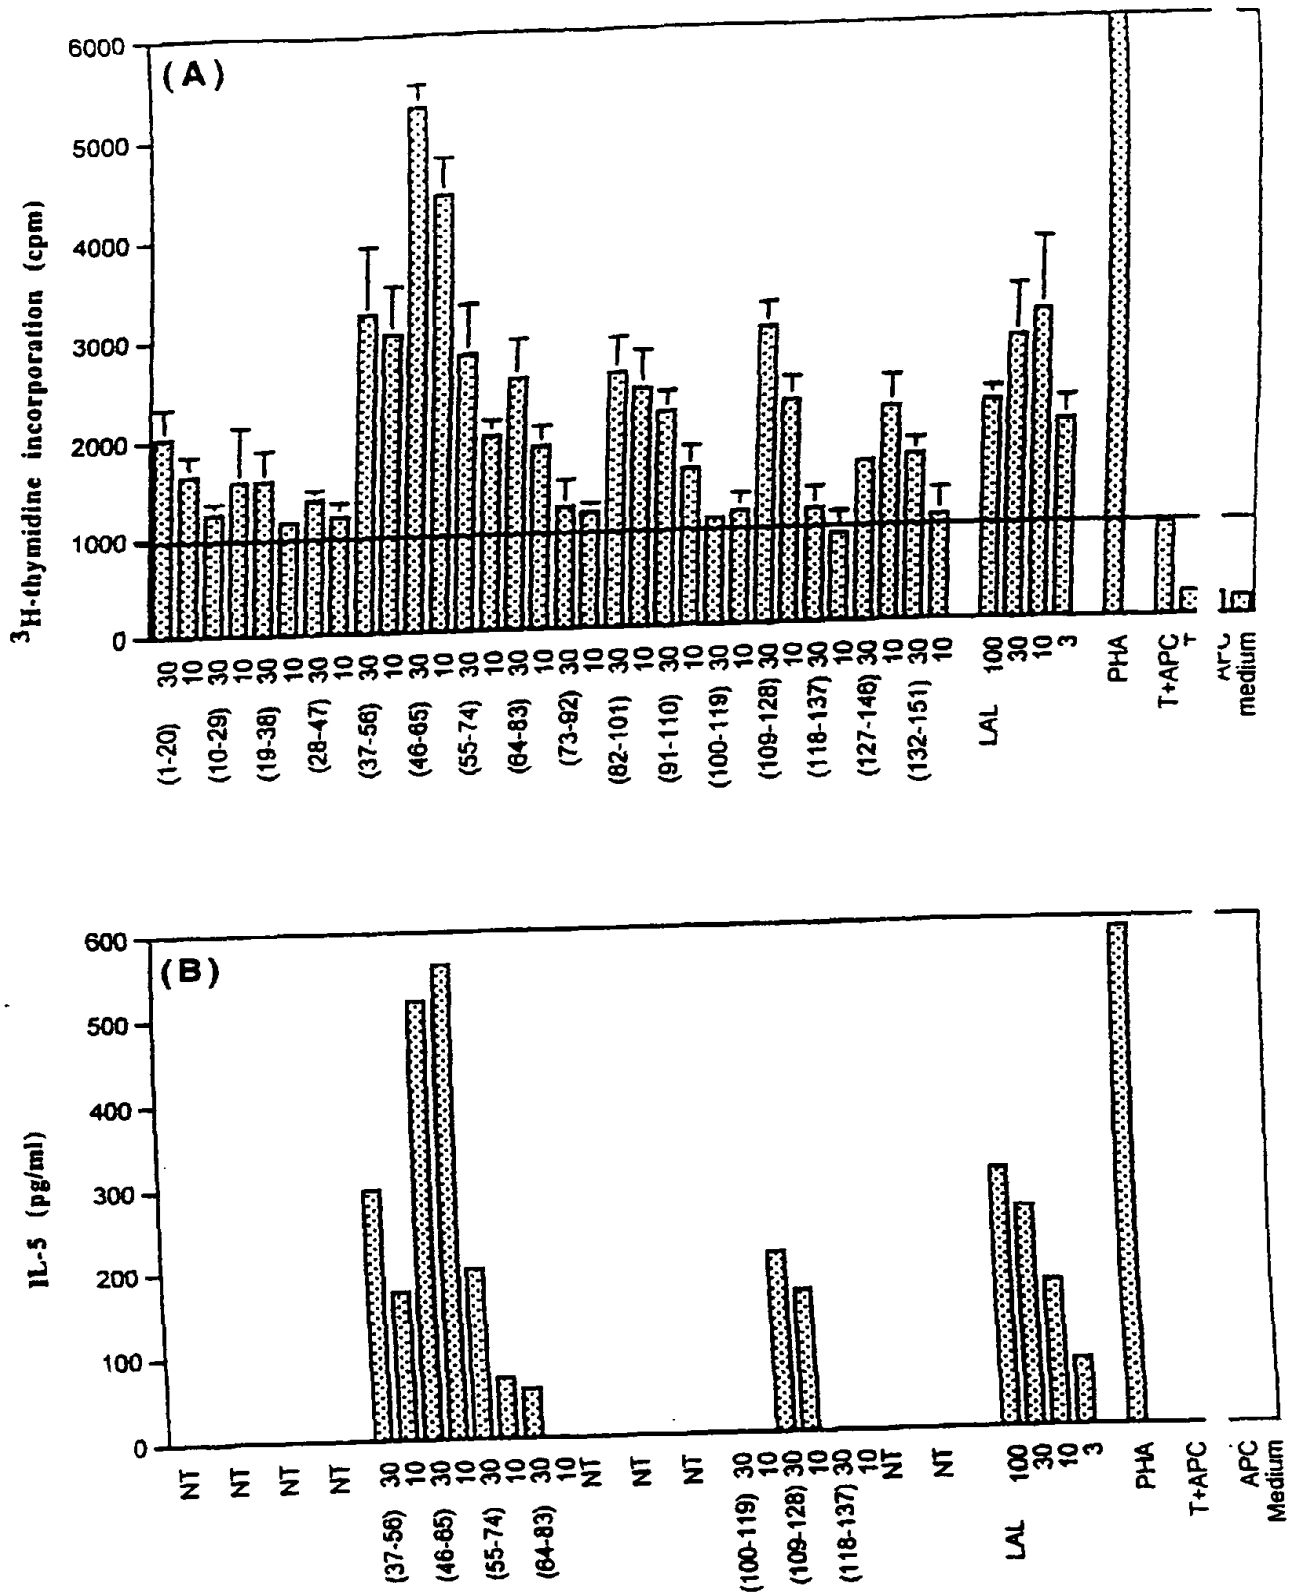 (A)
³H-thymidine incorporation (cpm)
6000
5000
4000
3000
2000
1000
0
30 10 30 10 30 10 30 10 30 10 30 10 30 10 30 10 30 10 30 10 30 10 30 10 30 10 30 10 30 10 30 10
(1-20) (10-29) (19-38) (28-47) (37-56) (46-65) (55-74) (64-83) (73-92) (82-101) (91-110) (100-119) (109-128) (118-137) (127-146) (132-151)
LAL 100 30 10 3
PHA
T+APC
T
medium
(B)
IL-5 (pg/ml)
600
500
400
300
200
100
0
NT NT NT NT 30 10 30 10 30 10 30 10 NT NT NT 30 10 30 10 30 10 NT NT
(37-56) (46-65) (55-74) (64-83) (100-119) (109-128) (118-137)
LAL 100 30 10 3
PHA
T+APC
APC
Medium